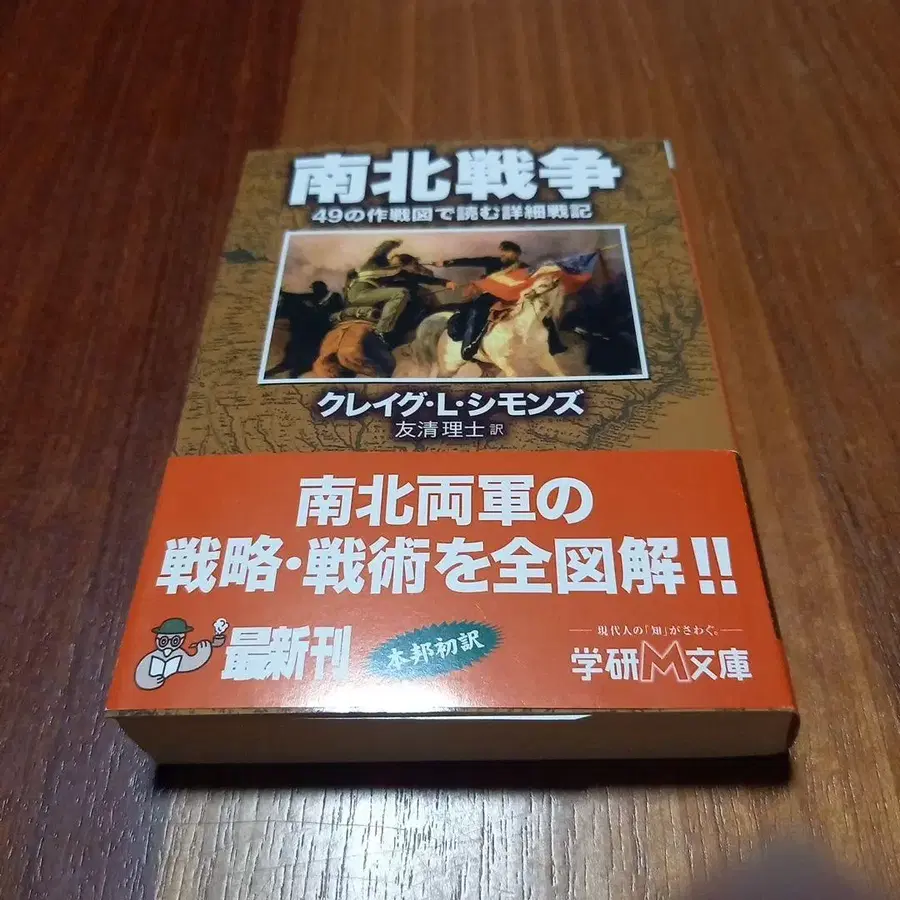 南北戦争
49の作戦図で読む詳細戦記
クレイグ・L・シモンズ
友清理士 訳
南北両軍の
戦略・戦術を全図解!!
最新刊
本邦初訳
現代人の「知」がさわぐ。
学研M文庫